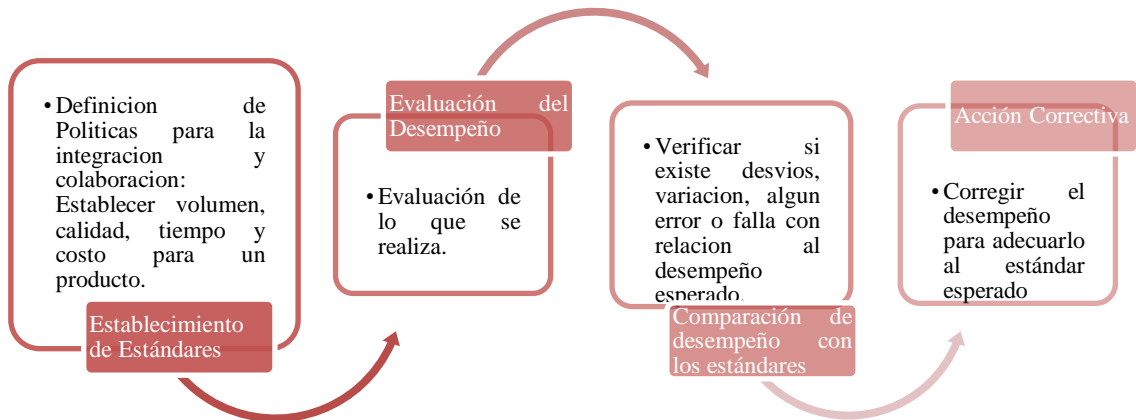 • Definicion de
Politicas para la
integracion y
colaboracion:
Establecer volumen,
calidad, tiempo y
costo para un
producto.
Establecimiento
de Estándares
Evaluación del
Desempeño
• Evaluación de
lo que se
realiza.
• Verificar si
existe desvios,
variacion, algun
error o falla con
relacion al
desempeño
esperado.
Comparación de
desempeño con
los estándares
Acción Correctiva
• Corregir el
desempeño
para adecuarlo
al estándar
esperado